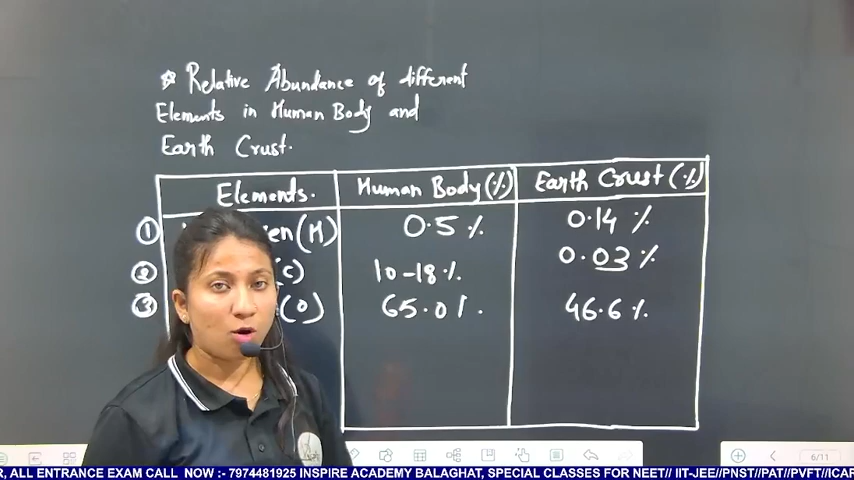 * Relative Abundance of different
Elements in Human Body and
Earth Crust.
Elements. Human Body (%) Earth Crust (%)
① en (H) 0.5 % 0.14 %
② (C) 10-18 % 0.03 %
③ (O) 65.0 %. 46.6 %
6/11
R, ALL ENTRANCE EXAM CALL NOW :- 7974481925 INSPIRE ACADEMY BALAGHAT, SPECIAL CLASSES FOR NEET// IIT-JEE//PNST//PAT//PVFT//ICAR